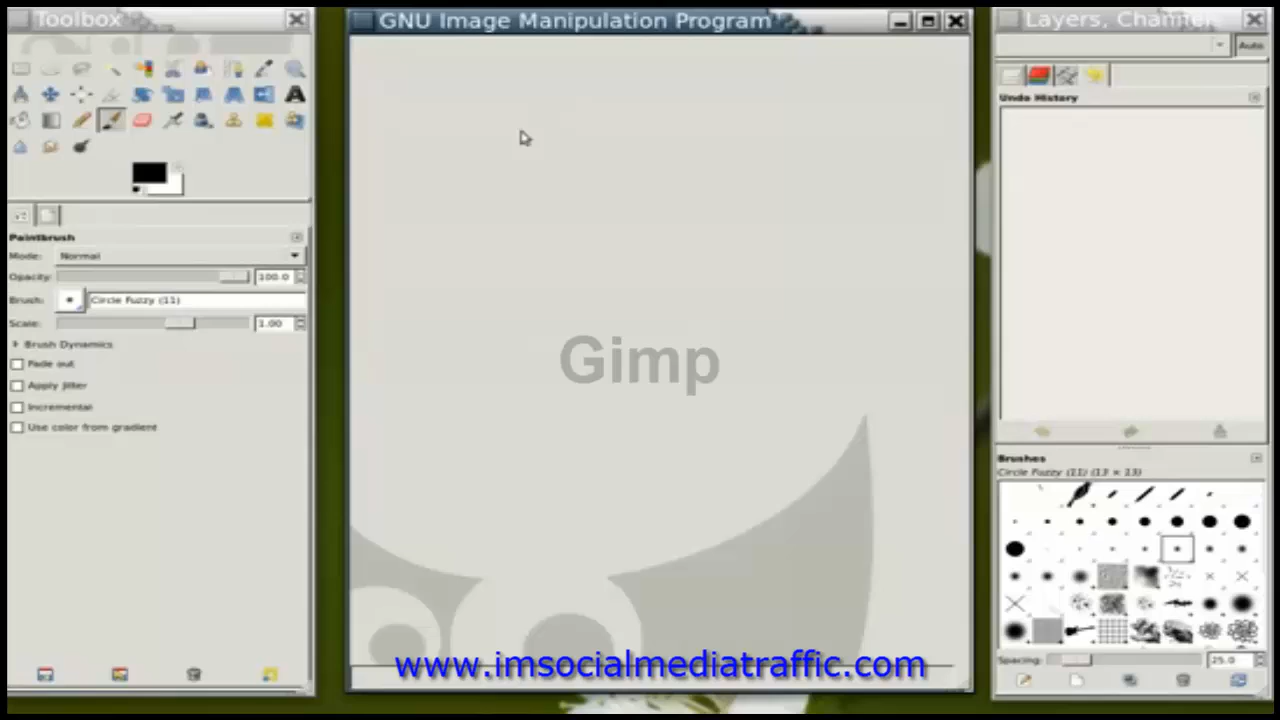 Toolbox
Paintbrush
Mode: Normal
Opacity: 100.0
Brush: Circle Fuzzy (11)
Scale: 1.00
Brush Dynamics
Fade out
Apply Jitter
Incremental
Use color from gradient
GNU Image Manipulation Program
Gimp
www.imsocialmediatraffic.com
Layers, Channels
Auto
Undo History
Brushes
Circle Fuzzy (11) (13 × 13)
Spacing: 25.0